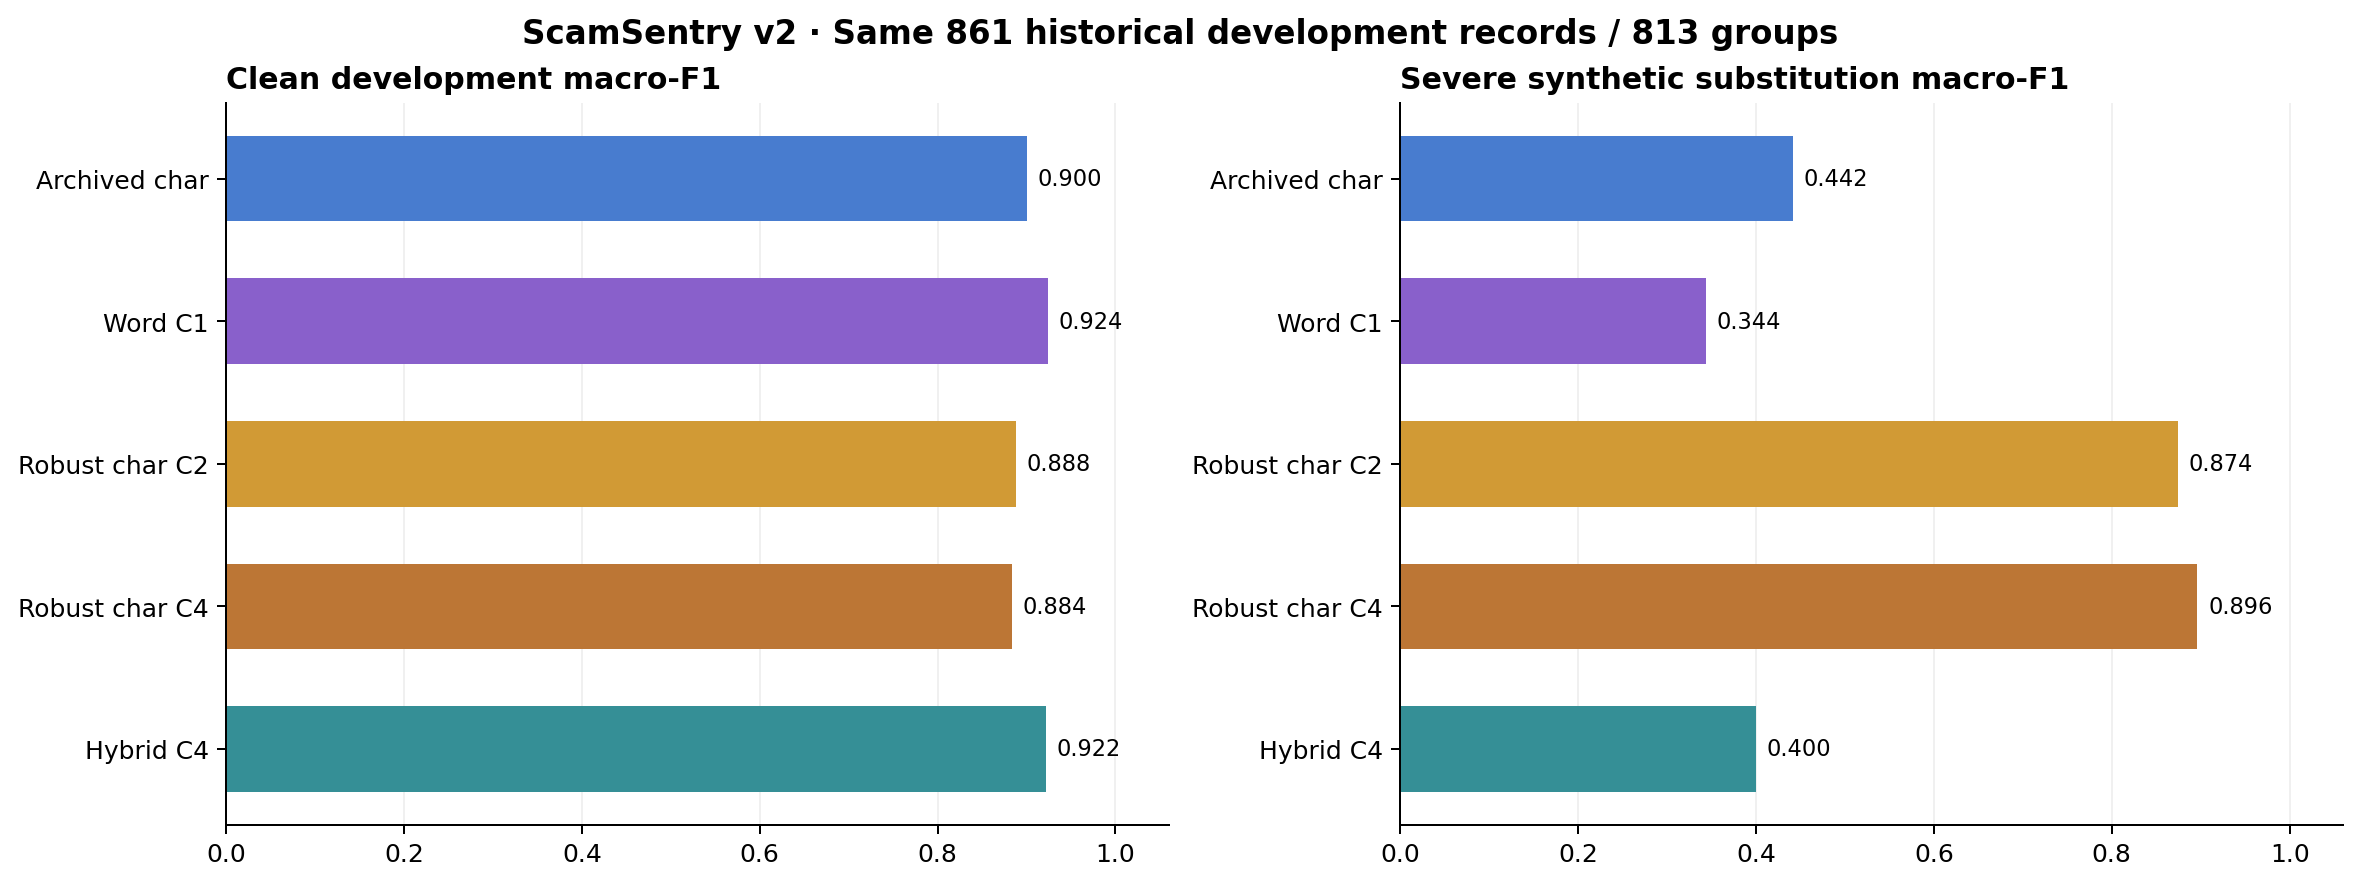 ScamSentry v2 · Same 861 historical development records / 813 groups
Clean development macro-F1
Archived char 0.900
Word C1 0.924
Robust char C2 0.888
Robust char C4 0.884
Hybrid C4 0.922
0.0 0.2 0.4 0.6 0.8 1.0
Severe synthetic substitution macro-F1
Archived char 0.442
Word C1 0.344
Robust char C2 0.874
Robust char C4 0.896
Hybrid C4 0.400
0.0 0.2 0.4 0.6 0.8 1.0